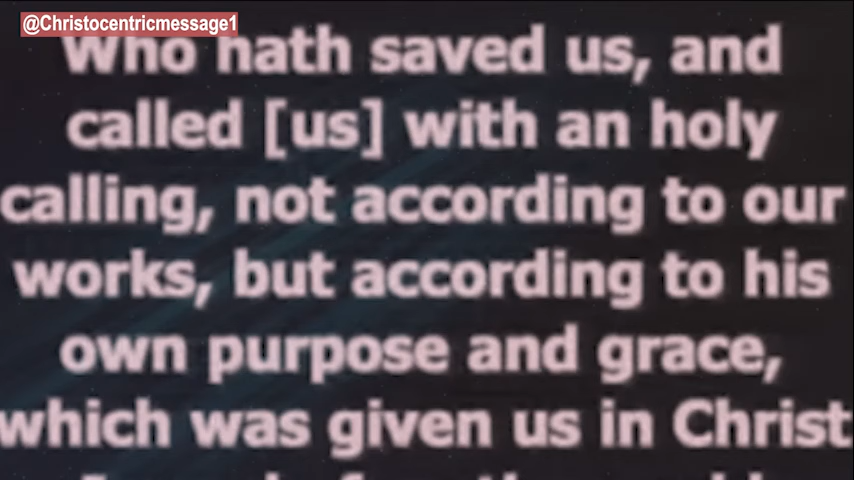 @Christocentricmessage1
Who hath saved us, and
called [us] with an holy
calling, not according to our
works, but according to his
own purpose and grace,
which was given us in Christ